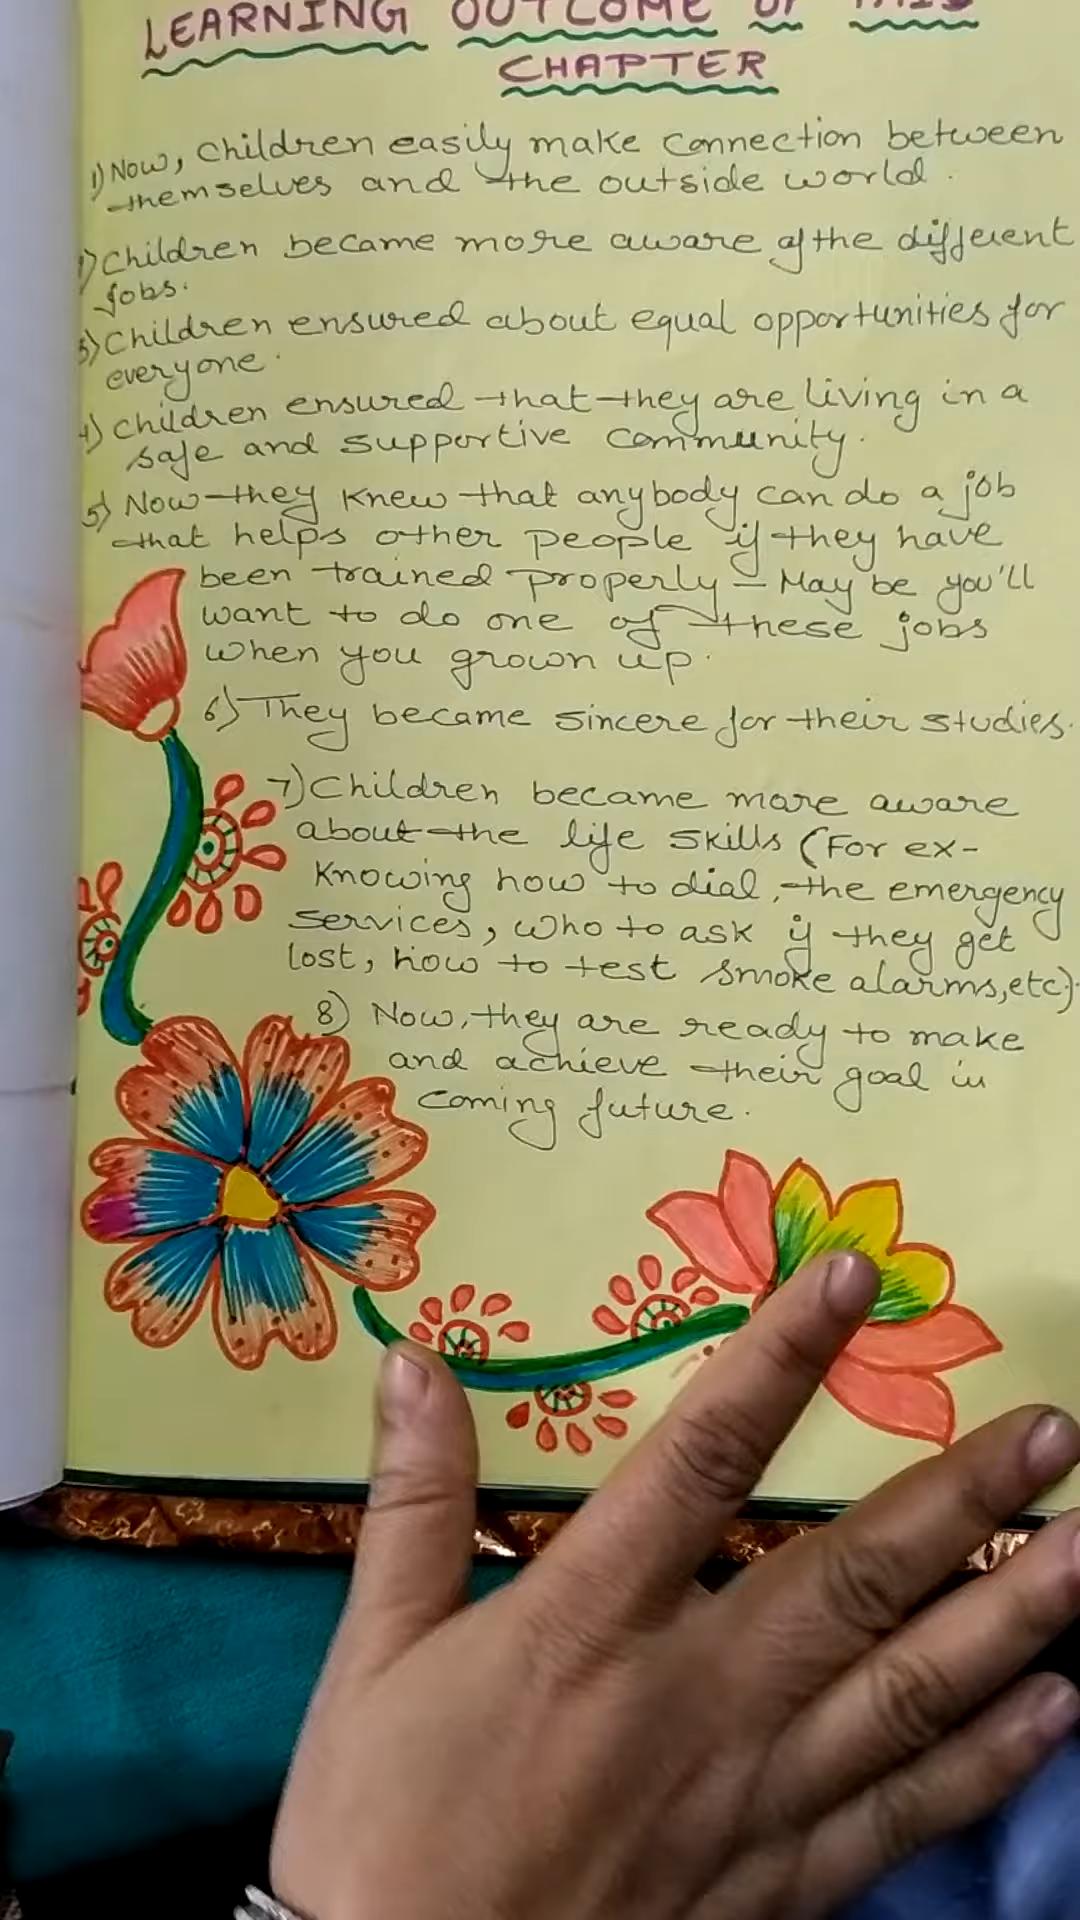 LEARNING OUTCOME OF THIS
CHAPTER
1) Now, Children easily make connection between
themselves and the outside world.
Children became more aware of the different
jobs.
3) Children ensured about equal opportunities for
everyone.
4) Children ensured that they are living in a
safe and supportive community.
5) Now they knew that anybody can do a job
that helps other people if they have
been trained properly - May be you'll
want to do one of these jobs
when you grown up.
6) They became sincere for their studies.
7) Children became more aware
about the life skills (For ex-
Knowing how to dial, the emergency
services, who to ask if they get
lost, how to test smoke alarms, etc).
8) Now, they are ready to make
and achieve their goal in
coming future.